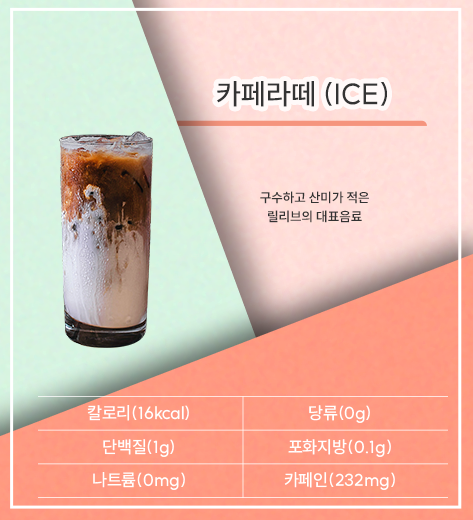 카페라떼 (ICE)
구수하고 산미가 적은
릴리브의 대표음료
칼로리(16kcal)
당류(0g)
단백질(1g)
포화지방(0.1g)
나트륨(0mg)
카페인(232mg)